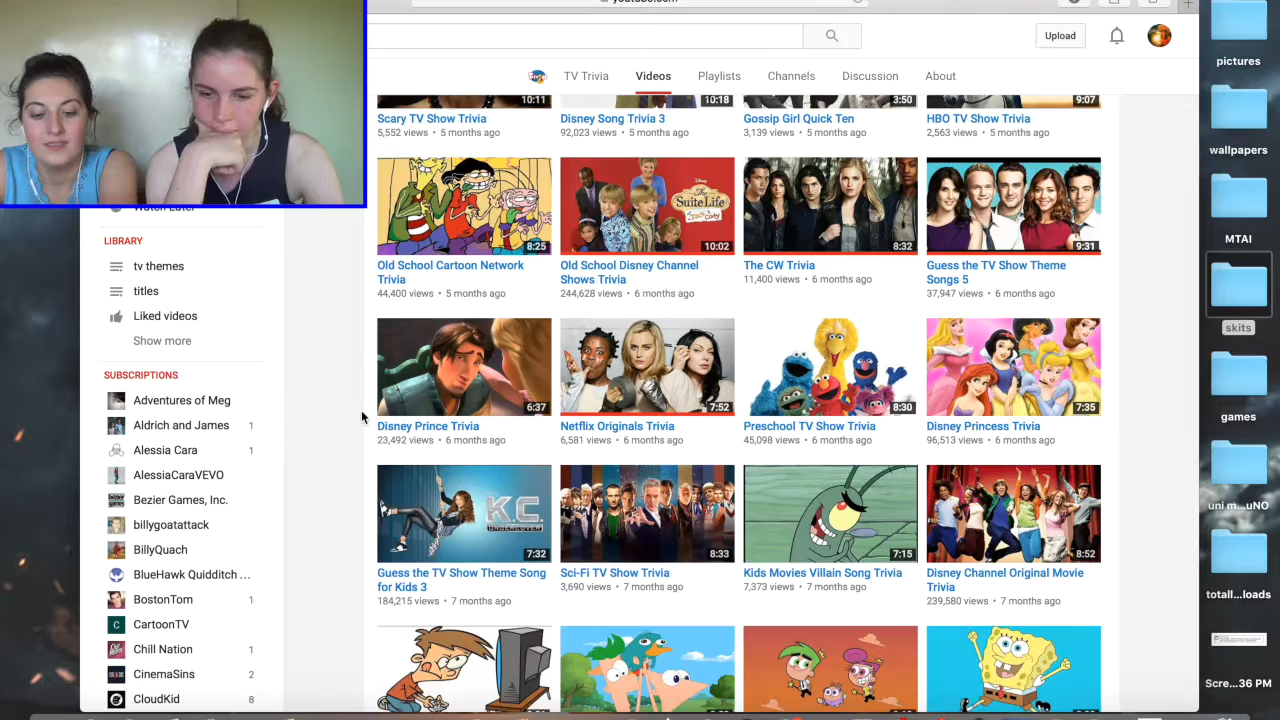 Upload
TV Trivia
Videos
Playlists
Channels
Discussion
About
10:11
10:18
3:50
9:07
Scary TV Show Trivia
5,552 views • 5 months ago
Disney Song Trivia 3
92,023 views • 5 months ago
Gossip Girl Quick Ten
3,139 views • 5 months ago
HBO TV Show Trivia
2,563 views • 5 months ago
8:25
Disney
The
SUiTE LiFE
10:02
8:32
9:31
Old School Cartoon Network
Trivia
44,400 views • 5 months ago
Old School Disney Channel
Shows Trivia
244,628 views • 6 months ago
The CW Trivia
11,400 views • 6 months ago
Guess the TV Show Theme
Songs 5
37,947 views • 6 months ago
6:37
7:52
8:30
7:35
Disney Prince Trivia
23,492 views • 6 months ago
Netflix Originals Trivia
6,581 views • 6 months ago
Preschool TV Show Trivia
45,098 views • 6 months ago
Disney Princess Trivia
96,513 views • 6 months ago
K.C.
UNDERCOVER
7:32
8:33
7:15
8:52
Guess the TV Show Theme Song
for Kids 3
184,215 views • 7 months ago
Sci-Fi TV Show Trivia
3,690 views • 7 months ago
Kids Movies Villain Song Trivia
7,373 views • 7 months ago
Disney Channel Original Movie
Trivia
239,580 views • 7 months ago
Watch Later
LIBRARY
tv themes
titles
Liked videos
Show more
SUBSCRIPTIONS
Adventures of Meg
Aldrich and James 1
Alessia Cara 1
AlessiaCaraVEVO
Bezier Games, Inc.
billygoatattack
BillyQuach
BlueHawk Quidditch ...
BostonTom 1
C CartoonTV
Chill Nation 1
CinemaSins 2
CloudKid 8
pictures
wallpapers
MTAI
skits
games
uni m...uNO
totall...loads
Scre...36 PM